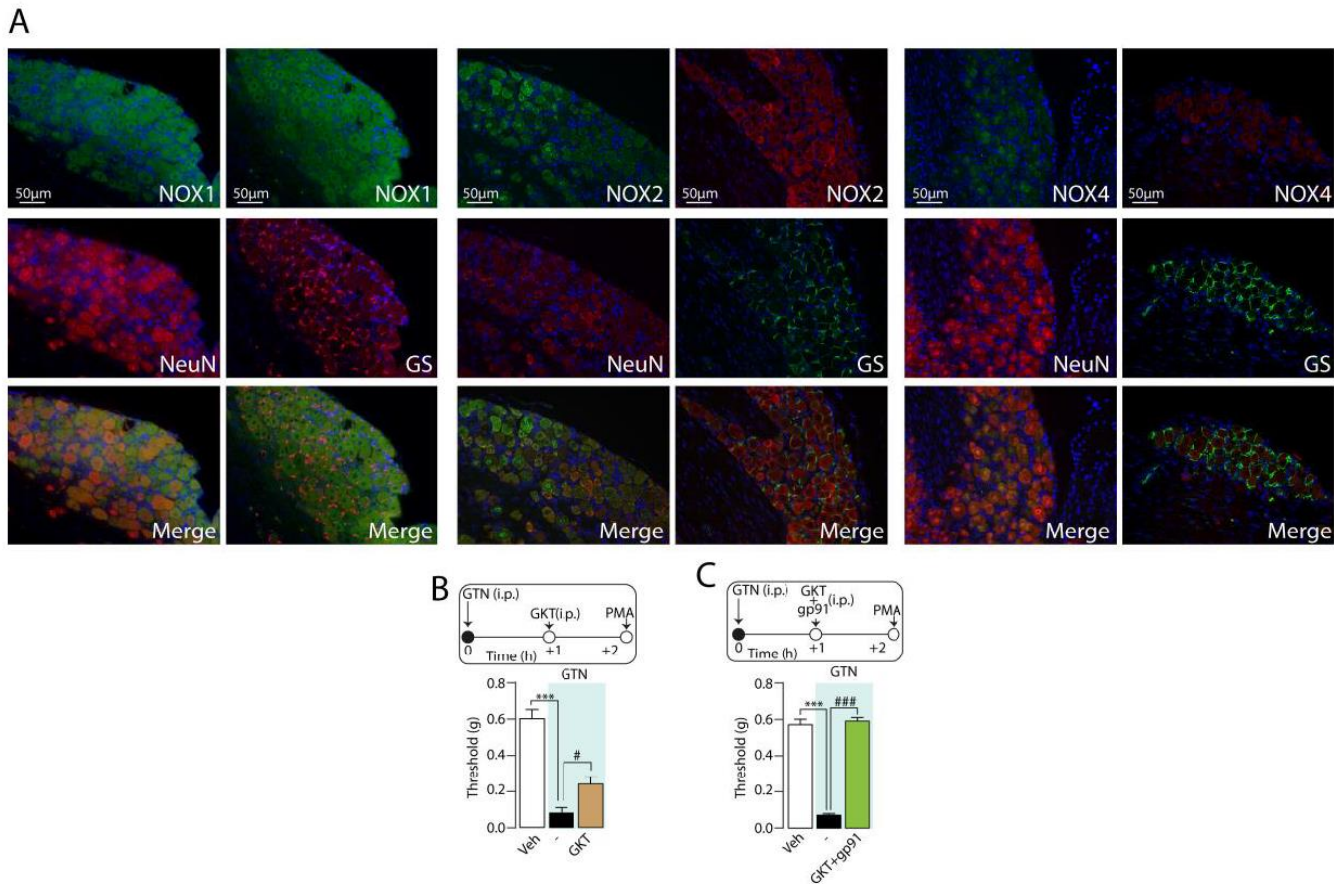 A
50µm NOX1
50µm NOX1
50µm NOX2
50µm NOX2
50µm NOX4
50µm NOX4
NeuN
GS
NeuN
GS
NeuN
GS
Merge
Merge
Merge
Merge
Merge
Merge
B
GTN (i.p.)
GKT(i.p.)
PMA
0
+1
+2
Time (h)
GTN
Threshold (g)
0.8
0.6
0.4
0.2
0.0
***
#
Veh
-
GKT
C
GTN (i.p.)
GKT
+
gp91
(i.p.)
PMA
0
+1
+2
Time (h)
GTN
Threshold (g)
0.8
0.6
0.4
0.2
0.0
***
###
Veh
-
GKT+gp91